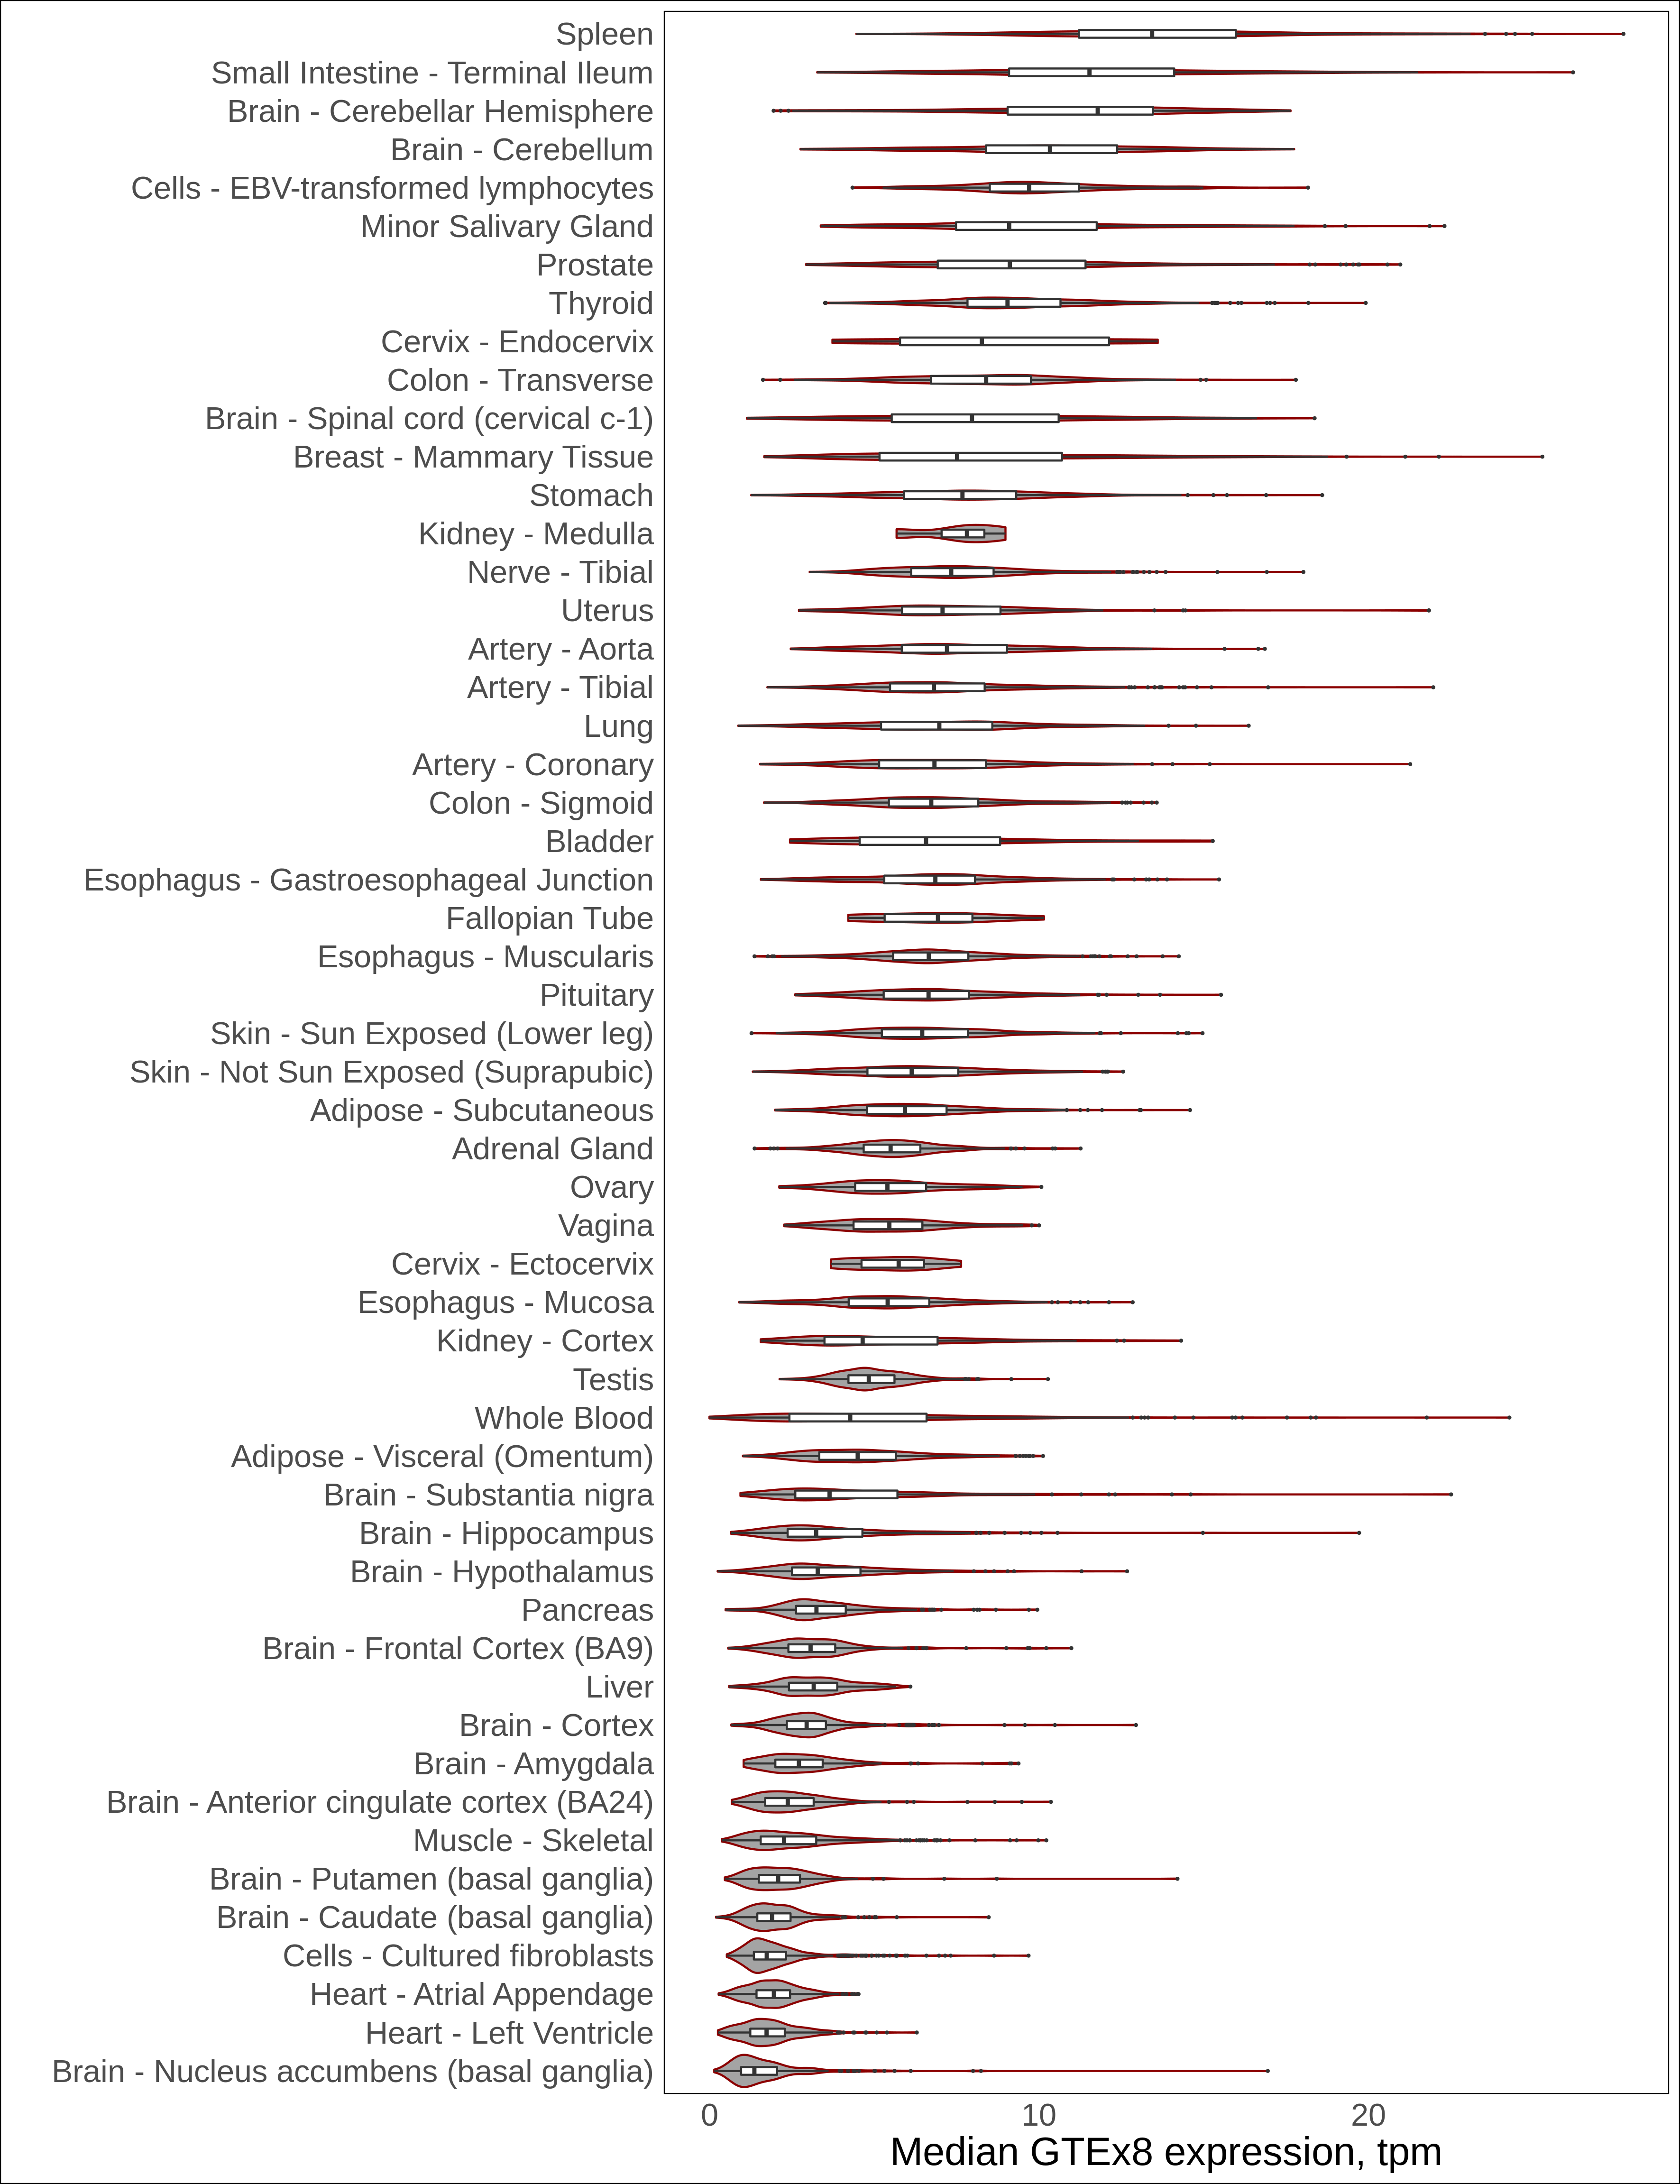 Spleen
Small Intestine - Terminal Ileum
Brain - Cerebellar Hemisphere
Brain - Cerebellum
Cells - EBV-transformed lymphocytes
Minor Salivary Gland
Prostate
Thyroid
Cervix - Endocervix
Colon - Transverse
Brain - Spinal cord (cervical c-1)
Breast - Mammary Tissue
Stomach
Kidney - Medulla
Nerve - Tibial
Uterus
Artery - Aorta
Artery - Tibial
Lung
Artery - Coronary
Colon - Sigmoid
Bladder
Esophagus - Gastroesophageal Junction
Fallopian Tube
Esophagus - Muscularis
Pituitary
Skin - Sun Exposed (Lower leg)
Skin - Not Sun Exposed (Suprapubic)
Adipose - Subcutaneous
Adrenal Gland
Ovary
Vagina
Cervix - Ectocervix
Esophagus - Mucosa
Kidney - Cortex
Testis
Whole Blood
Adipose - Visceral (Omentum)
Brain - Substantia nigra
Brain - Hippocampus
Brain - Hypothalamus
Pancreas
Brain - Frontal Cortex (BA9)
Liver
Brain - Cortex
Brain - Amygdala
Brain - Anterior cingulate cortex (BA24)
Muscle - Skeletal
Brain - Putamen (basal ganglia)
Brain - Caudate (basal ganglia)
Cells - Cultured fibroblasts
Heart - Atrial Appendage
Heart - Left Ventricle
Brain - Nucleus accumbens (basal ganglia)
0 10 20
Median GTEx8 expression, tpm